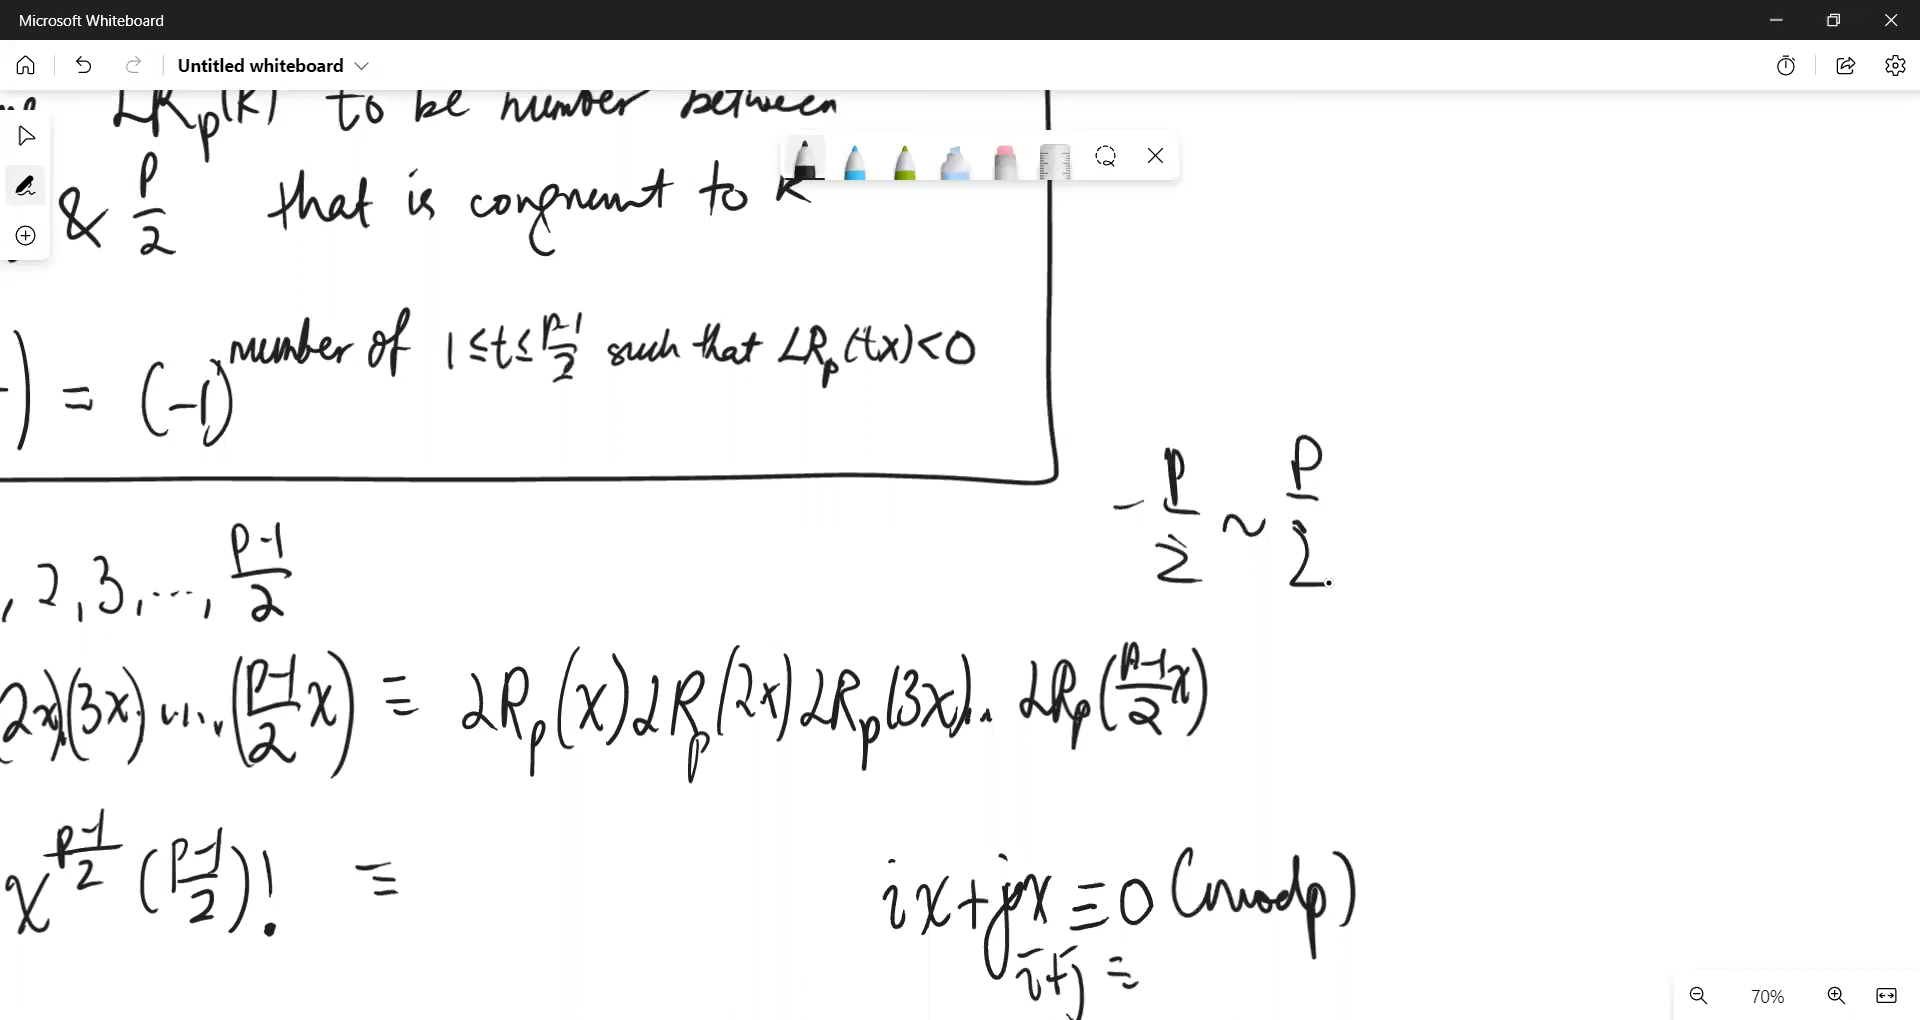 Microsoft Whiteboard
Untitled whiteboard
LR_p(k) to be number between
& p/2 that is congruent to k
) = (-1)^number of 1≤t≤p-1/2 such that LR_p(tx)<0
-p/2 ~ p/2
, 2, 3, ..., p-1/2
2x)(3x)....(p-1/2 x) ≡ LR_p(x)LR_p(2x)LR_p(3x)... LR_p(p-1/2 x)
x^p-1/2 (p-1/2)! ≡
ix+jx ≡ 0 (mod p)
i+j ≡
70%